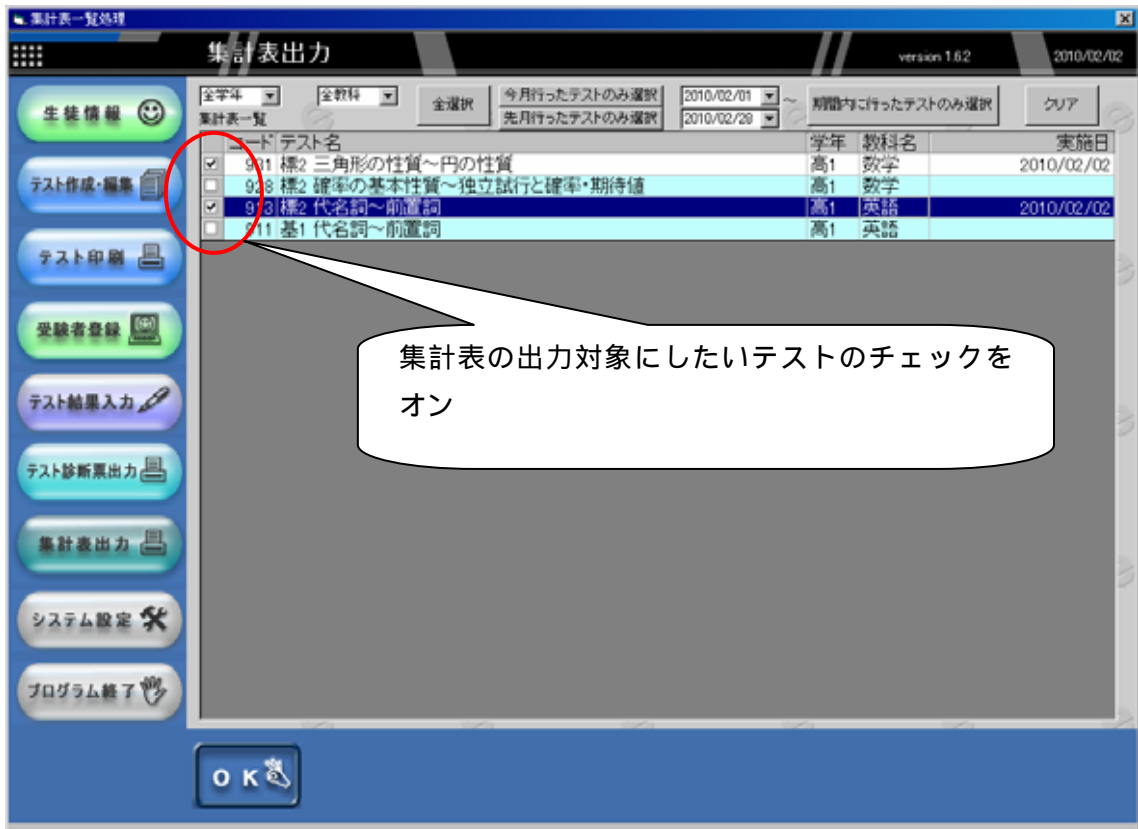 集計表一覧処理
集計表出力
version 1.6.2
2010/02/02
生徒情報
テスト作成・編集
テスト印刷
受験者登録
テスト結果入力
テスト診断票出力
集計表出力
システム設定
プログラム終了
全学年
全教科
全選択
今月行ったテストのみ選択
先月行ったテストのみ選択
2010/02/01
～
2010/02/28
期間内に行ったテストのみ選択
クリア
集計表一覧
コード テスト名 学年 教科名 実施日
931 標2 三角形の性質～円の性質 高1 数学 2010/02/02
928 標2 確率の基本性質～独立試行と確率・期待値 高1 数学
913 標2 代名詞～前置詞 高1 英語 2010/02/02
911 基1 代名詞～前置詞 高1 英語
集計表の出力対象にしたいテストのチェックを
オン
OK